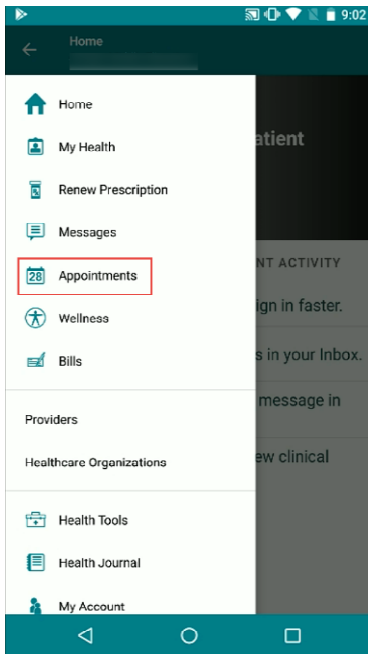 9:02
Home
Home
atient
My Health
Renew Prescription
Messages
NT ACTIVITY
28 Appointments
ign in faster.
Wellness
s in your Inbox.
Bills
message in
Providers
ew clinical
Healthcare Organizations
Health Tools
Health Journal
My Account